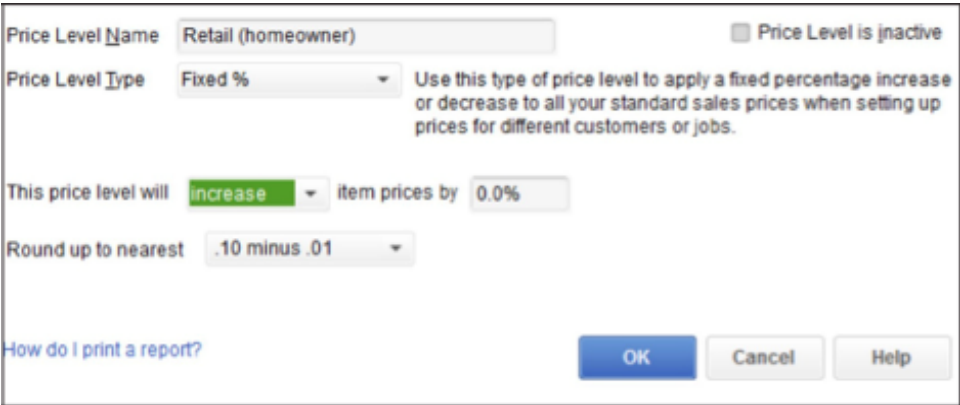 Price Level Name Retail (homeowner) Price Level is inactive
Price Level Type Fixed % Use this type of price level to apply a fixed percentage increase
or decrease to all your standard sales prices when setting up
prices for different customers or jobs.
This price level will increase item prices by 0.0%
Round up to nearest .10 minus .01
How do I print a report? OK Cancel Help